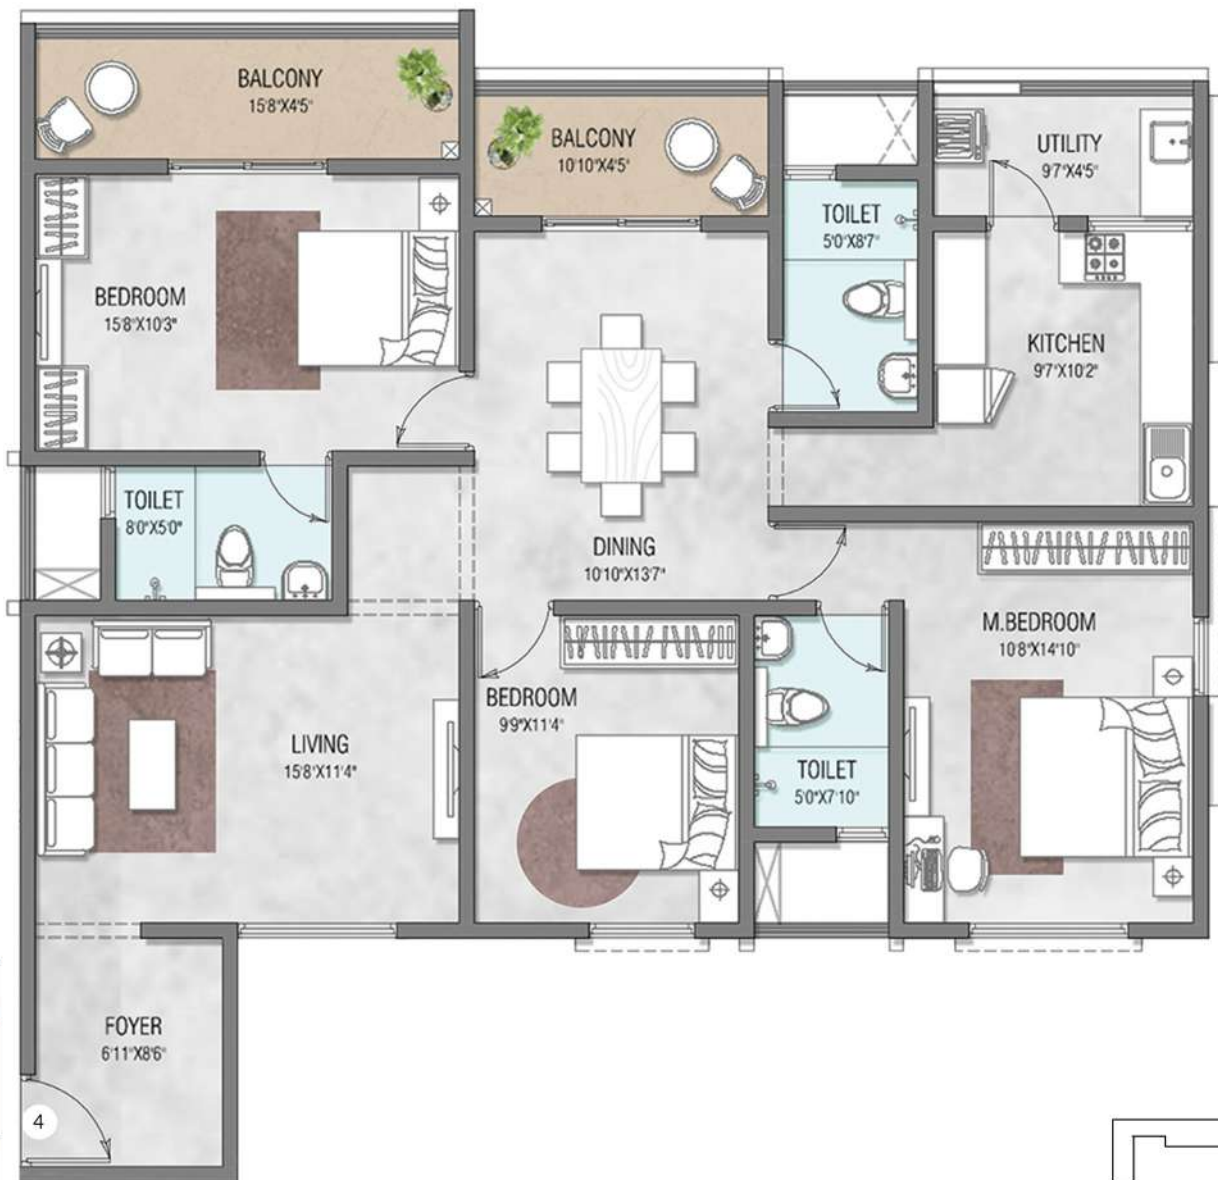 BALCONY
15'8"X4'5"
BALCONY
10'10"X4'5"
UTILITY
9'7"X4'5"
TOILET
5'0"X8'7"
BEDROOM
15'8"X10'3"
KITCHEN
9'7"X10'2"
TOILET
8'0"X5'0"
DINING
10'10"X13'7"
M.BEDROOM
10'8"X14'10"
BEDROOM
9'9"X11'4"
LIVING
15'8"X11'4"
TOILET
5'0"X7'10"
FOYER
6'11"X8'6"
4